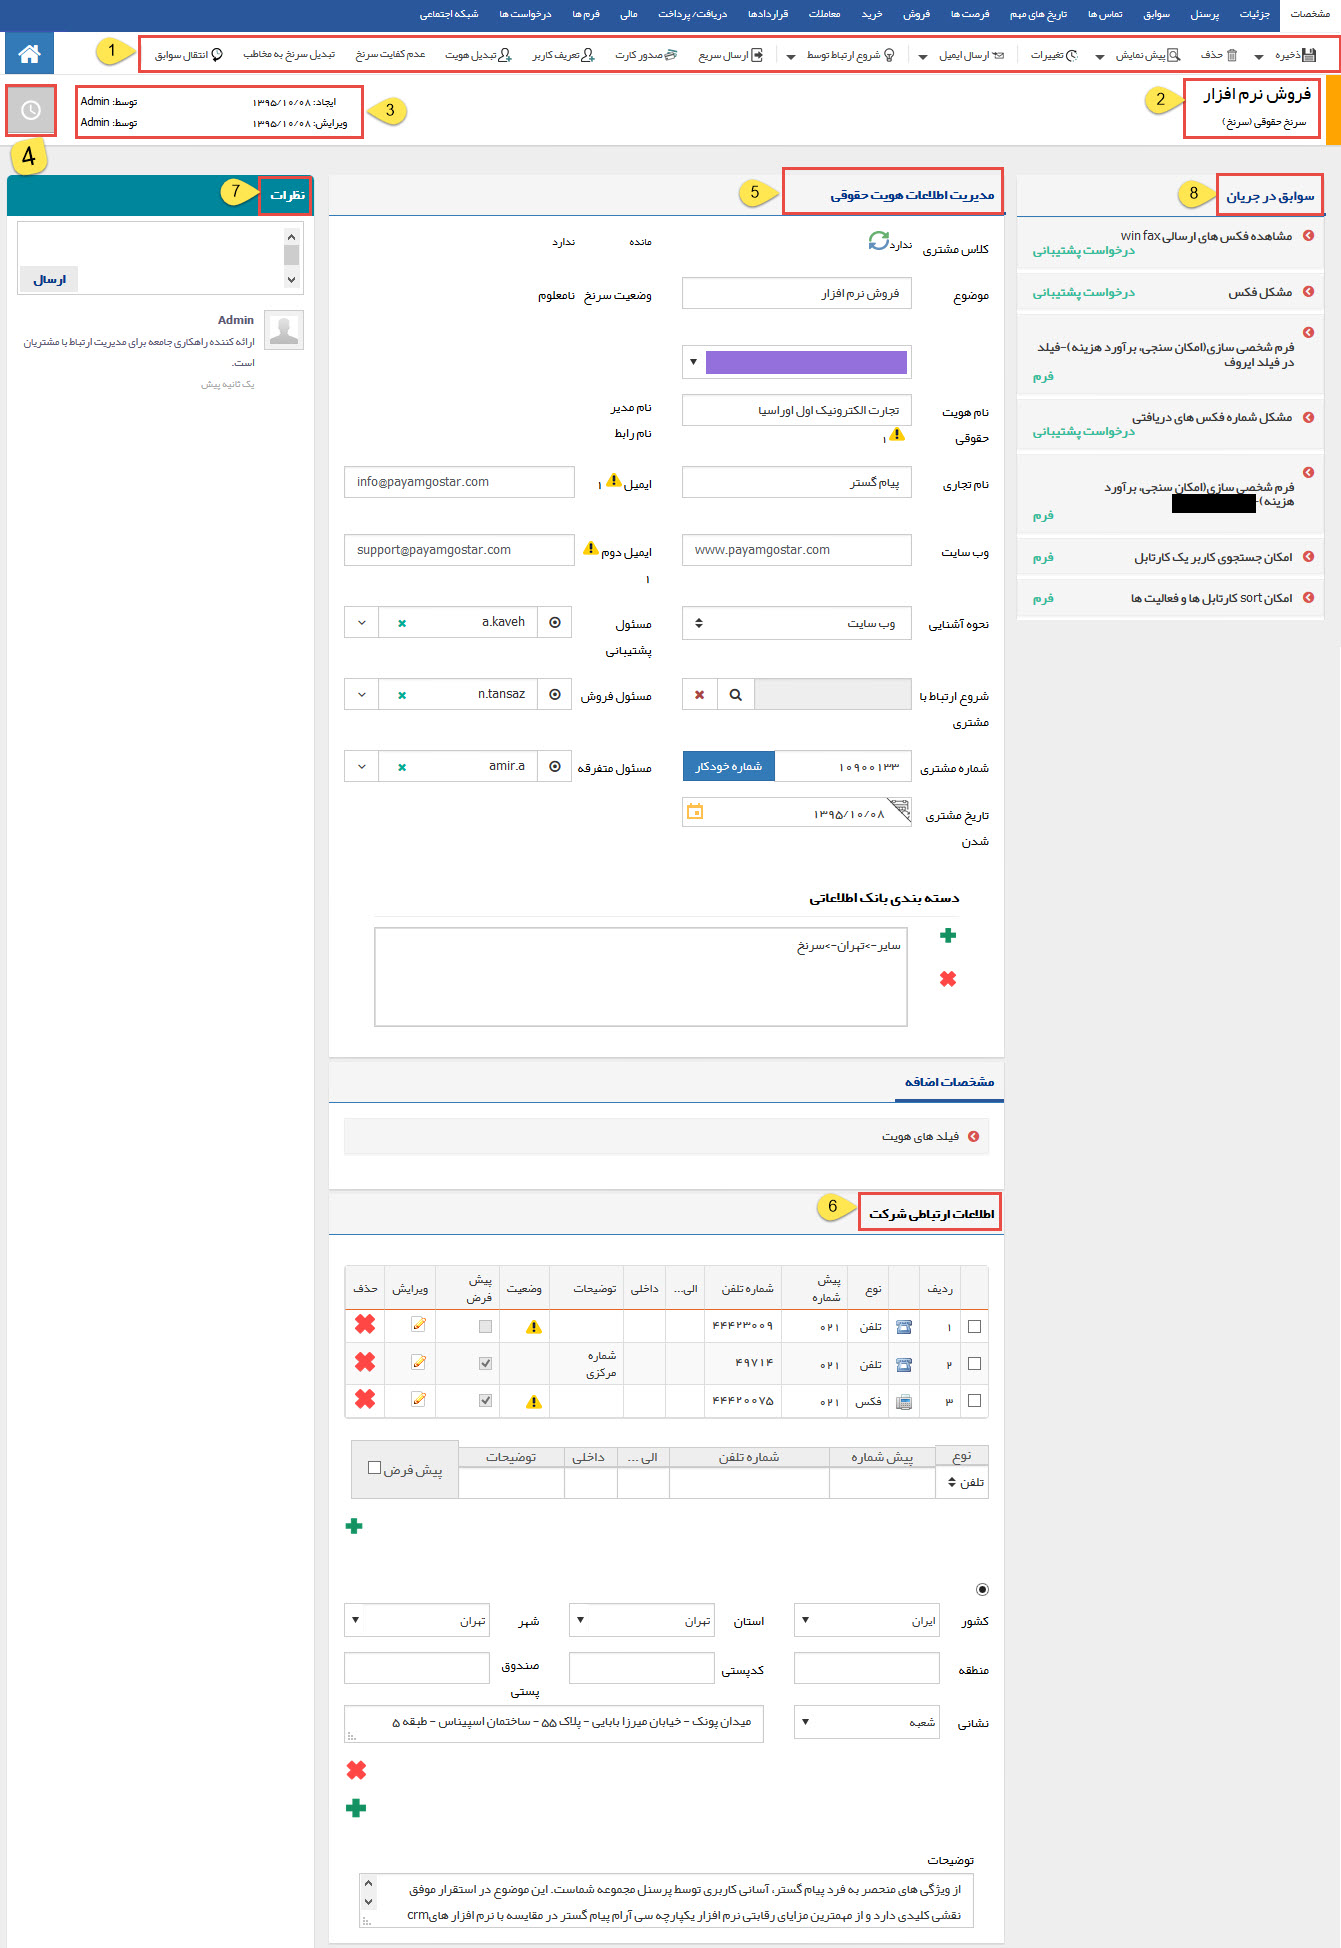 مشخصات جزئیات پرسنل سوابق تماس ها تاریخ های مهم فرصت ها فروش خرید معاملات قراردادها دریافت/پرداخت مالی فرم ها درخواست ها شبکه اجتماعی
ذخیره حذف پیش نمایش تغییرات ارسال ایمیل شروع ارتباط توسط ارسال سریع صدور کارت تعریف کاربر تبدیل هویت عدم کفایت سرنخ تبدیل سرنخ به مخاطب انتقال سوابق 1
فروش نرم افزار
سرنخ حقوقی (سرنخ)
2
ایجاد: ۱۳۹۵/۱۰/۰۸ توسط: Admin
ویرایش: ۱۳۹۵/۱۰/۰۸ توسط: Admin
3
4
سوابق در جریان 8
مشاهده فکس های ارسالی win fax
درخواست پشتیبانی
مشکل فکس درخواست پشتیبانی
فرم شخصی سازی(امکان سنجی، برآورد هزینه)-فیلد
در فیلد ایروف
فرم
مشکل شماره فکس های دریافتی
درخواست پشتیبانی
فرم شخصی سازی(امکان سنجی، برآورد
هزینه)-
فرم
امکان جستجوی کاربر یک کارتابل فرم
امکان sort کارتابل ها و فعالیت ها فرم
مدیریت اطلاعات هویت حقوقی 5
کلاس مشتری ندارد مانده ندارد
موضوع فروش نرم افزار وضعیت سرنخ نامعلوم
نام هویت حقوقی تجارت الکترونیک اول اوراسیا ۱ نام مدیر
نام رابط
نام تجاری پیام گستر ایمیل ۱ info@payamgostar.com
وب سایت www.payamgostar.com ایمیل دوم ۱ support@payamgostar.com
نحوه آشنایی وب سایت مسئول پشتیبانی a.kaveh
شروع ارتباط با مشتری مسئول فروش n.tansaz
شماره مشتری ۱۰۹۰۰۱۳۳ شماره خودکار مسئول متفرقه amir.a
تاریخ مشتری شدن ۱۳۹۵/۱۰/۰۸
دسته بندی بانک اطلاعاتی
سایر->تهران->سرنخ
مشخصات اضافه
فیلد های هویت
اطلاعات ارتباطی شرکت 6
ردیف نوع پیش شماره شماره تلفن الی... داخلی توضیحات وضعیت پیش فرض ویرایش حذف
۱ تلفن ۰۲۱ ۴۴۴۲۳۰۰۹
۲ تلفن ۰۲۱ ۴۹۷۱۴ شماره مرکزی
۳ فکس ۰۲۱ ۴۴۴۲۰۰۷۵
نوع پیش شماره شماره تلفن الی ... داخلی توضیحات پیش فرض
تلفن
کشور ایران استان تهران شهر تهران
منطقه کدپستی صندوق پستی
نشانی شعبه میدان پونک - خیابان میرزا بابایی - پلاک ۵۵ - ساختمان اسپیناس - طبقه ۵
توضیحات
از ویژگی های منحصر به فرد پیام گستر، آسانی کاربری توسط پرسنل مجموعه شماست. این موضوع در استقرار موفق
نقشی کلیدی دارد و از مهمترین مزایای رقابتی نرم افزار یکپارچه سی آرام پیام گستر در مقایسه با نرم افزار هایcrm
نظرات 7
ارسال
Admin
ارائه کننده راهکاری جامعه برای مدیریت ارتباط با مشتریان
است.
یک ثانیه پیش